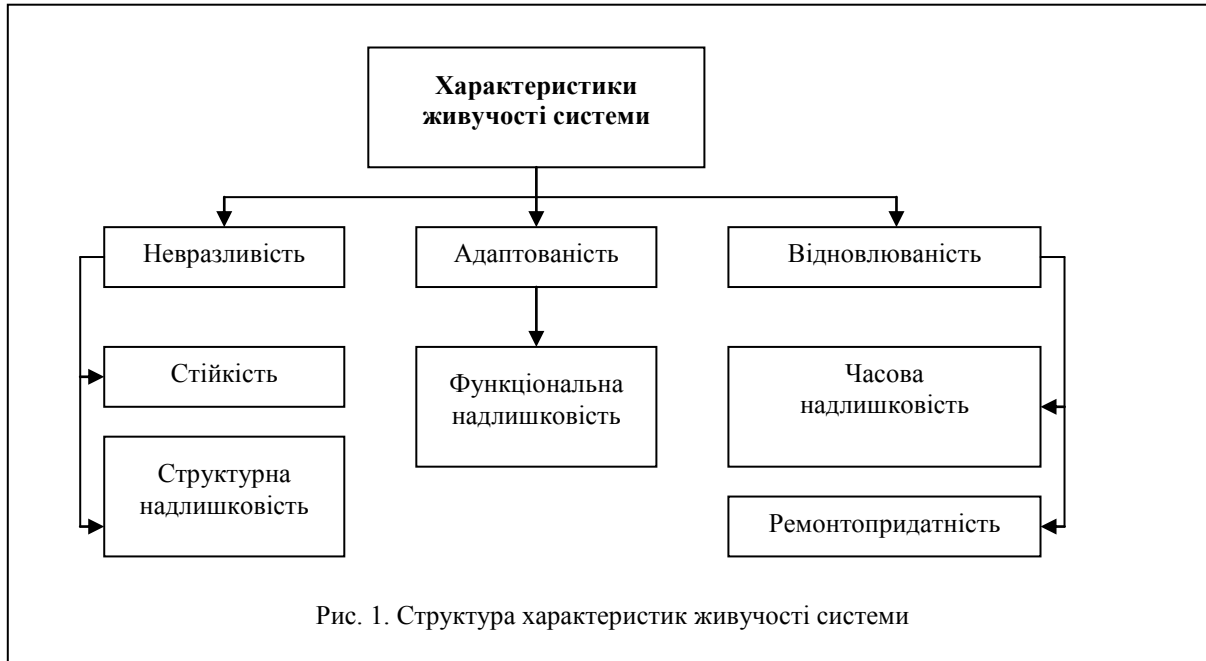 Характеристики
живучості системи
Невразливість
Адаптованість
Відновлюваність
Стійкість
Функціональна
надлишковість
Часова
надлишковість
Структурна
надлишковість
Ремонтопридатність
Рис. 1. Структура характеристик живучості системи